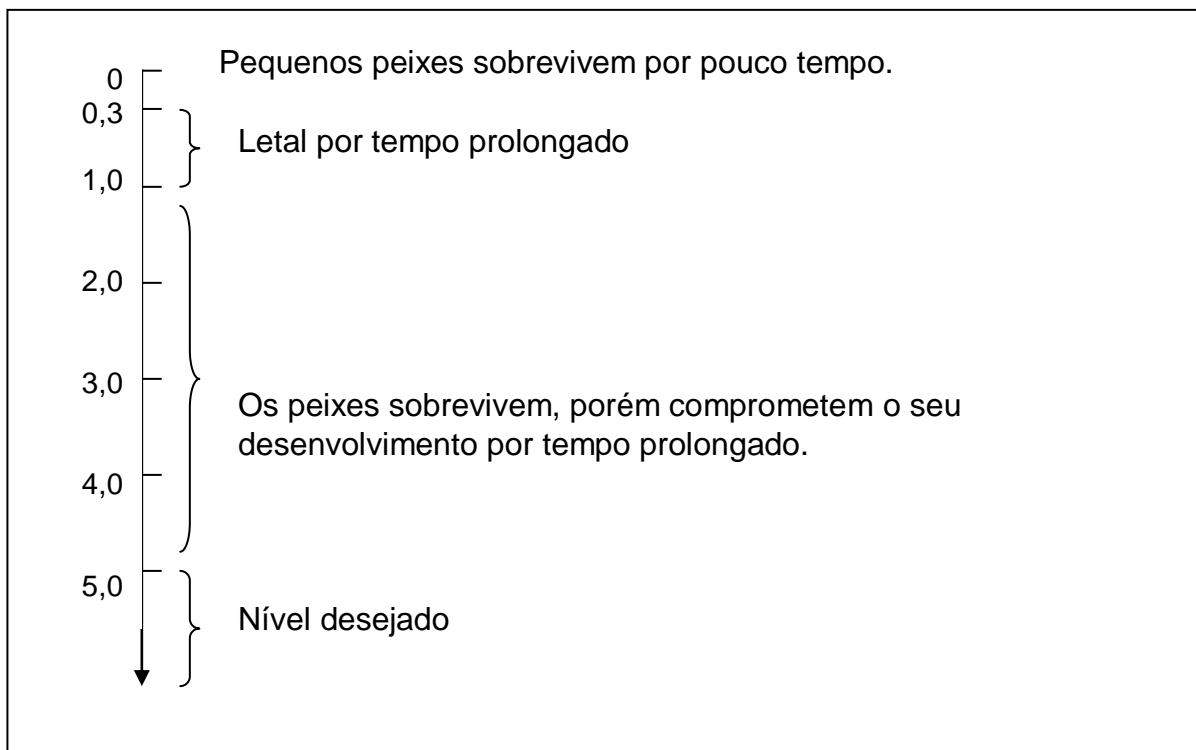 Pequenos peixes sobrevivem por pouco tempo.
0
0,3
Letal por tempo prolongado
1,0
2,0
3,0
Os peixes sobrevivem, porém comprometem o seu
desenvolvimento por tempo prolongado.
4,0
5,0
Nível desejado